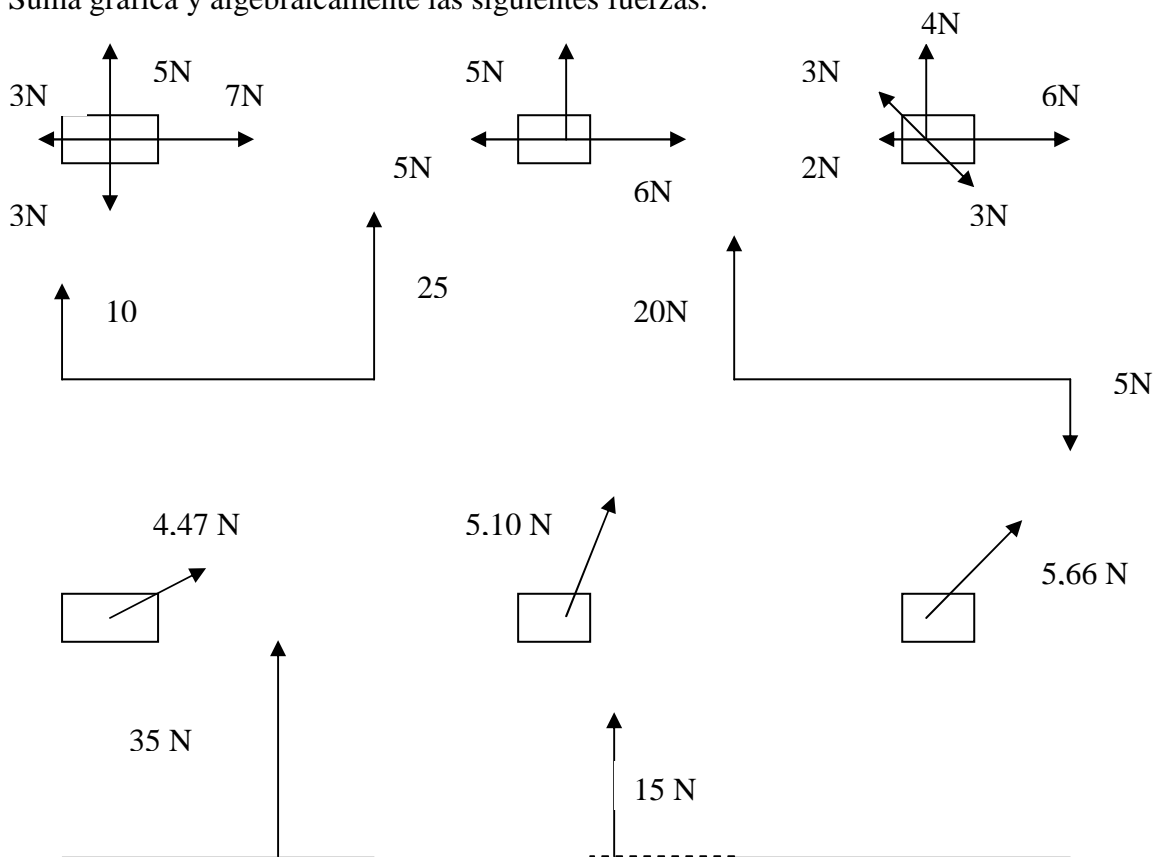 Suma gráfica y algebraicamente las siguientes fuerzas:
4N
5N 5N 3N
3N 7N 6N
5N 2N
6N
3N 3N
25
10 20N
5N
4.47 N 5.10 N
5.66 N
35 N
15 N